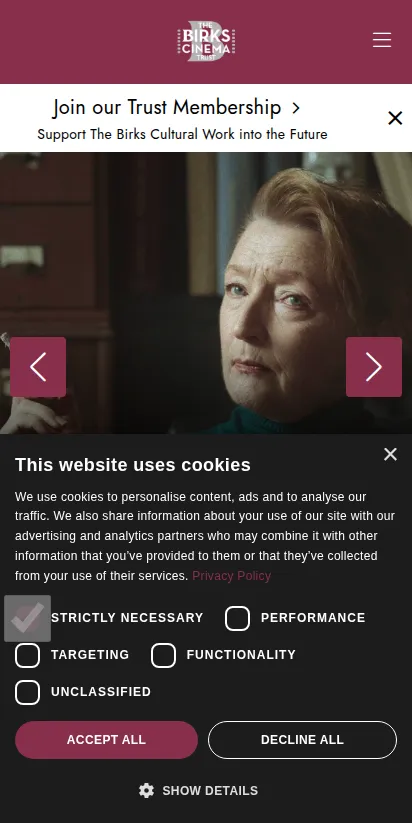 THE
BIRKS
CINEMA
TRUST
Join our Trust Membership
Support The Birks Cultural Work into the Future
This website uses cookies
We use cookies to personalise content, ads and to analyse our
traffic. We also share information about your use of our site with our
advertising and analytics partners who may combine it with other
information that you’ve provided to them or that they’ve collected
from your use of their services. Privacy Policy
STRICTLY NECESSARY PERFORMANCE
TARGETING FUNCTIONALITY
UNCLASSIFIED
ACCEPT ALL DECLINE ALL
SHOW DETAILS